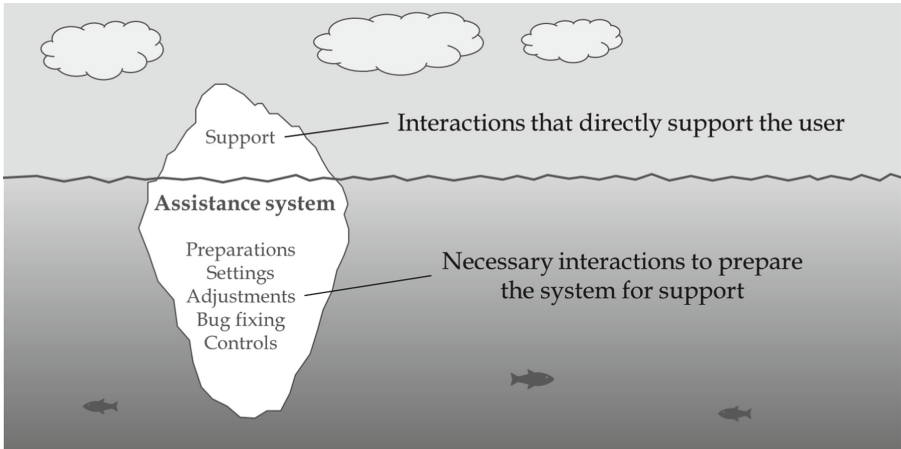 Support
Interactions that directly support the user
Assistance system
Preparations
Settings
Adjustments
Bug fixing
Controls
Necessary interactions to prepare
the system for support